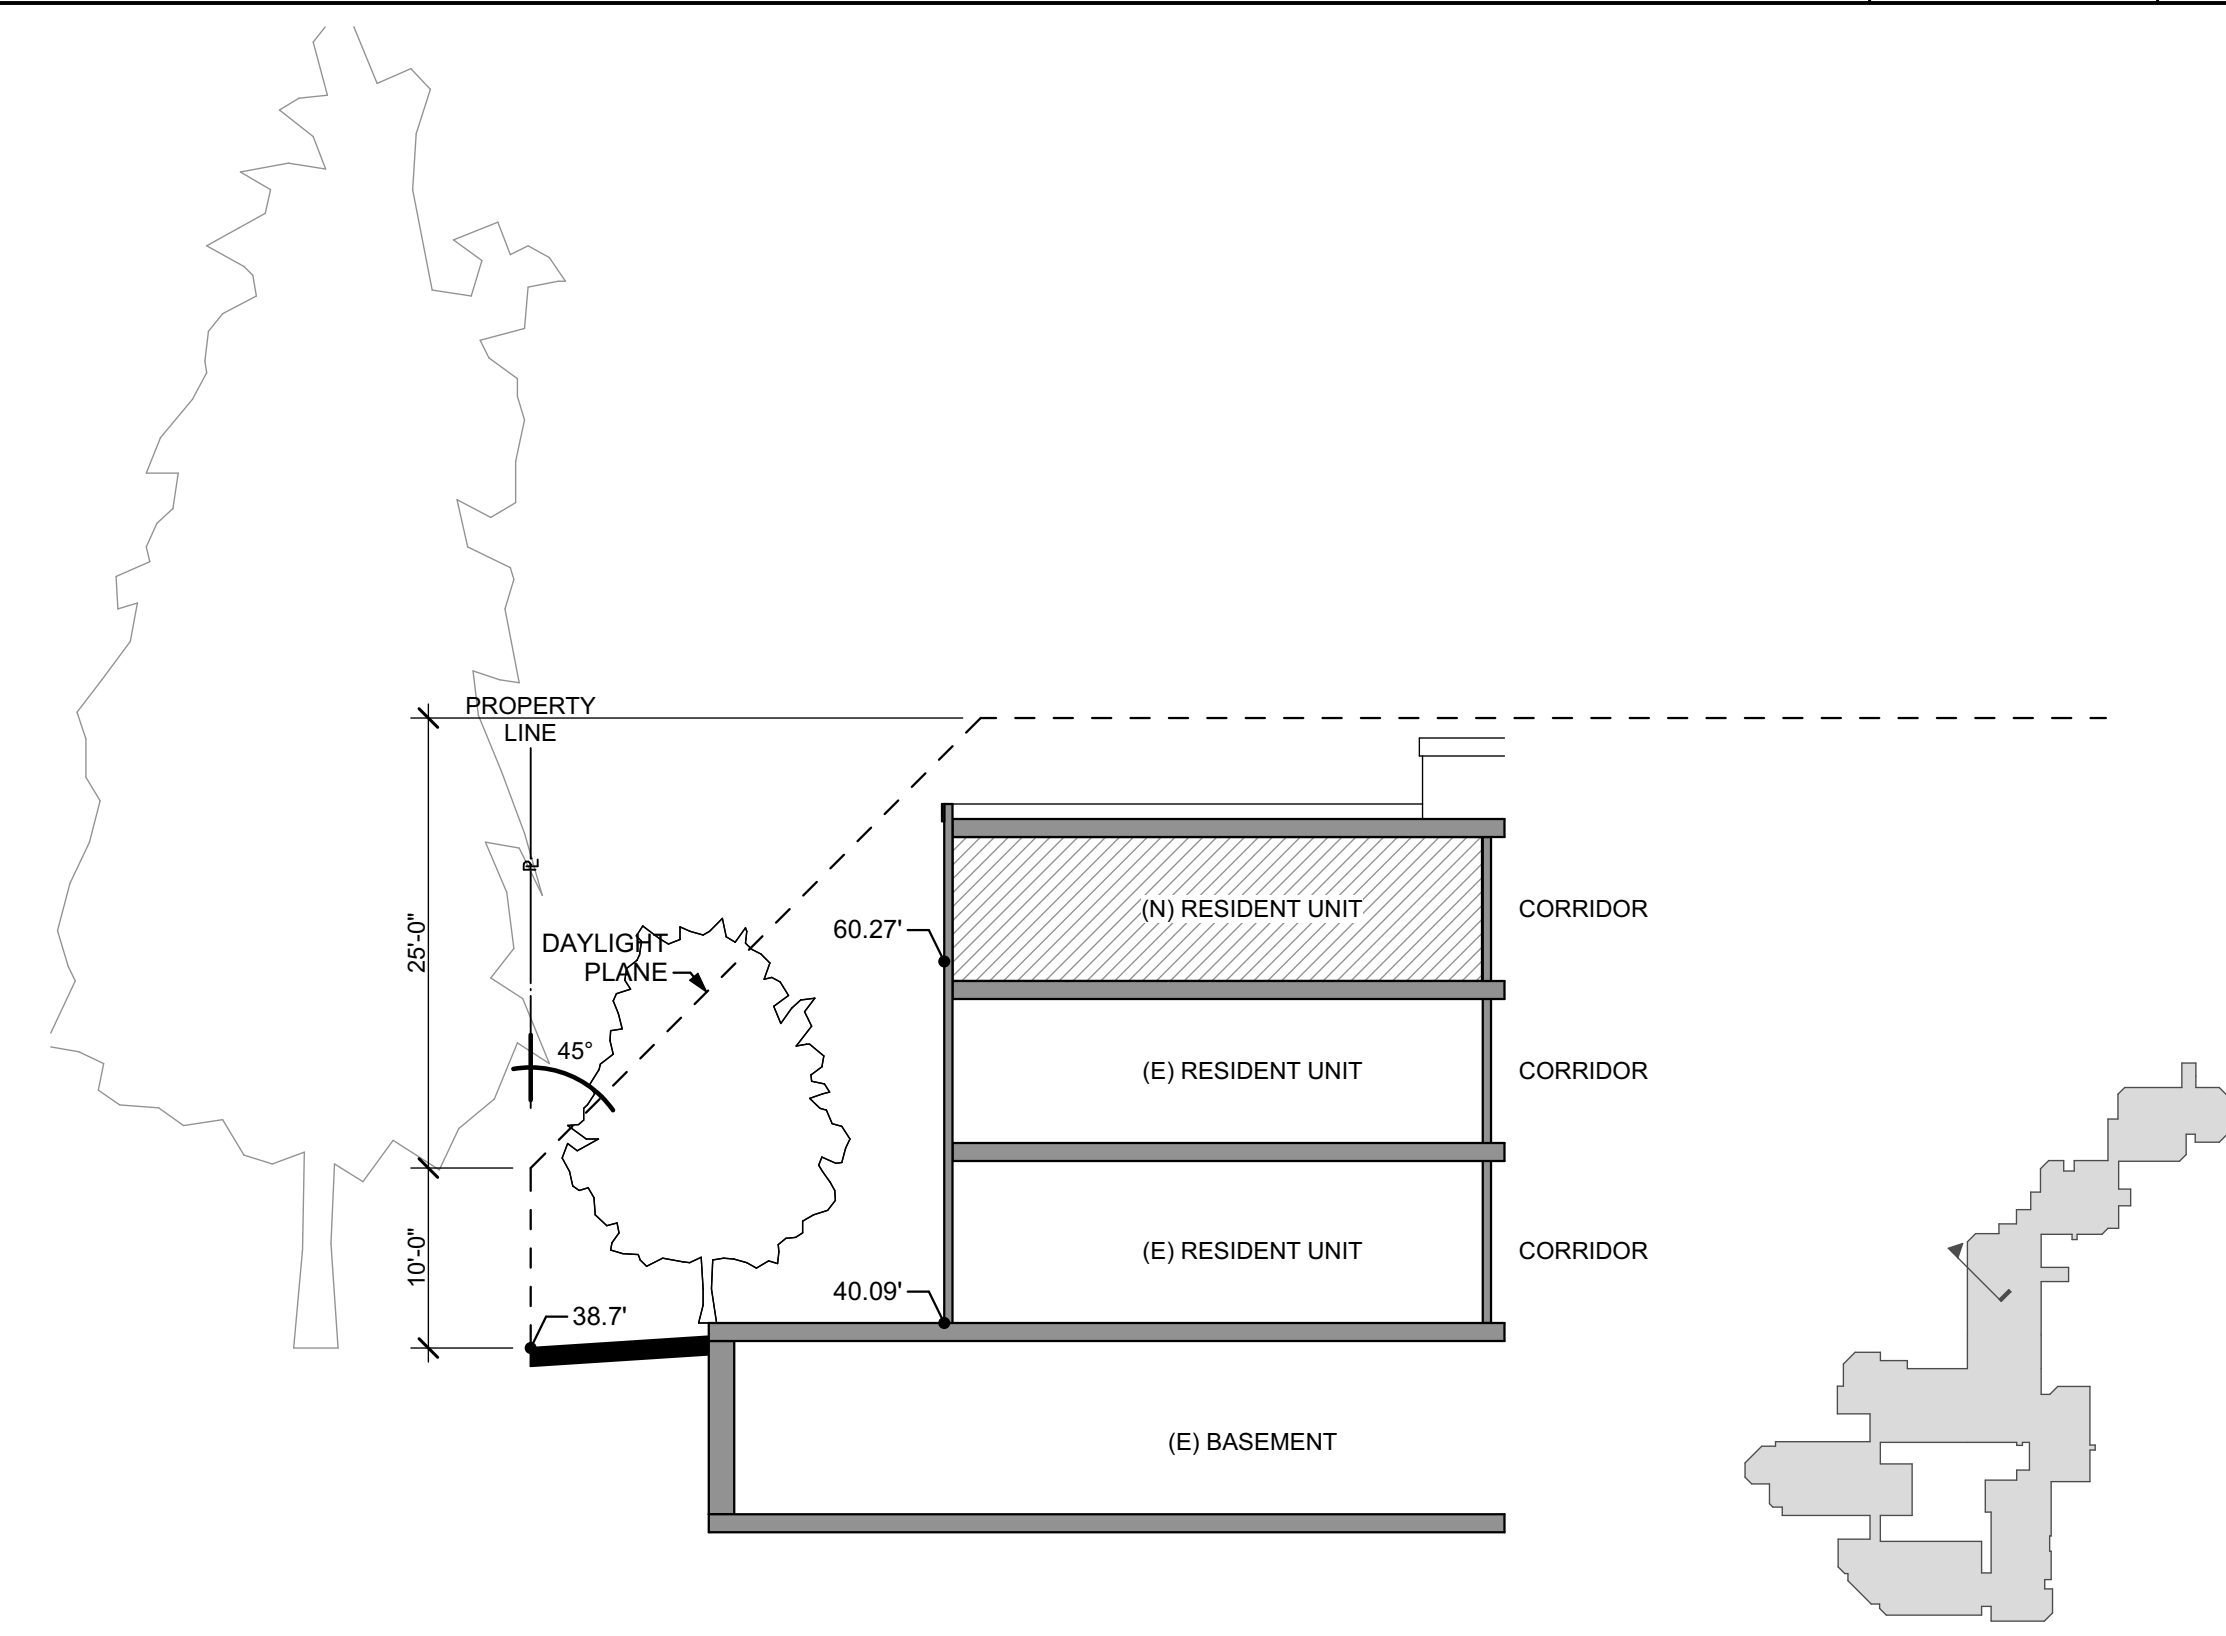 PROPERTY
LINE
PL
25'-0"
DAYLIGHT
PLANE
45°
10'-0"
38.7'
60.27'
40.09'
(N) RESIDENT UNIT
CORRIDOR
(E) RESIDENT UNIT
CORRIDOR
(E) RESIDENT UNIT
CORRIDOR
(E) BASEMENT